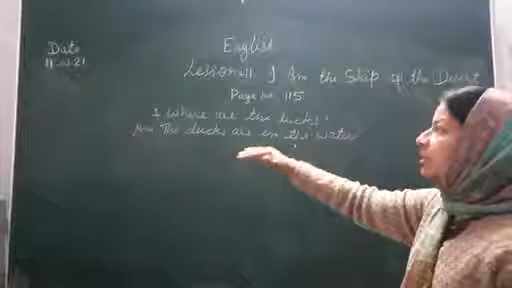 English
Date
Lesson 11. I Am the Ship of the Desert
Page no 115
1 Where are the ducks?
The ducks are in the water